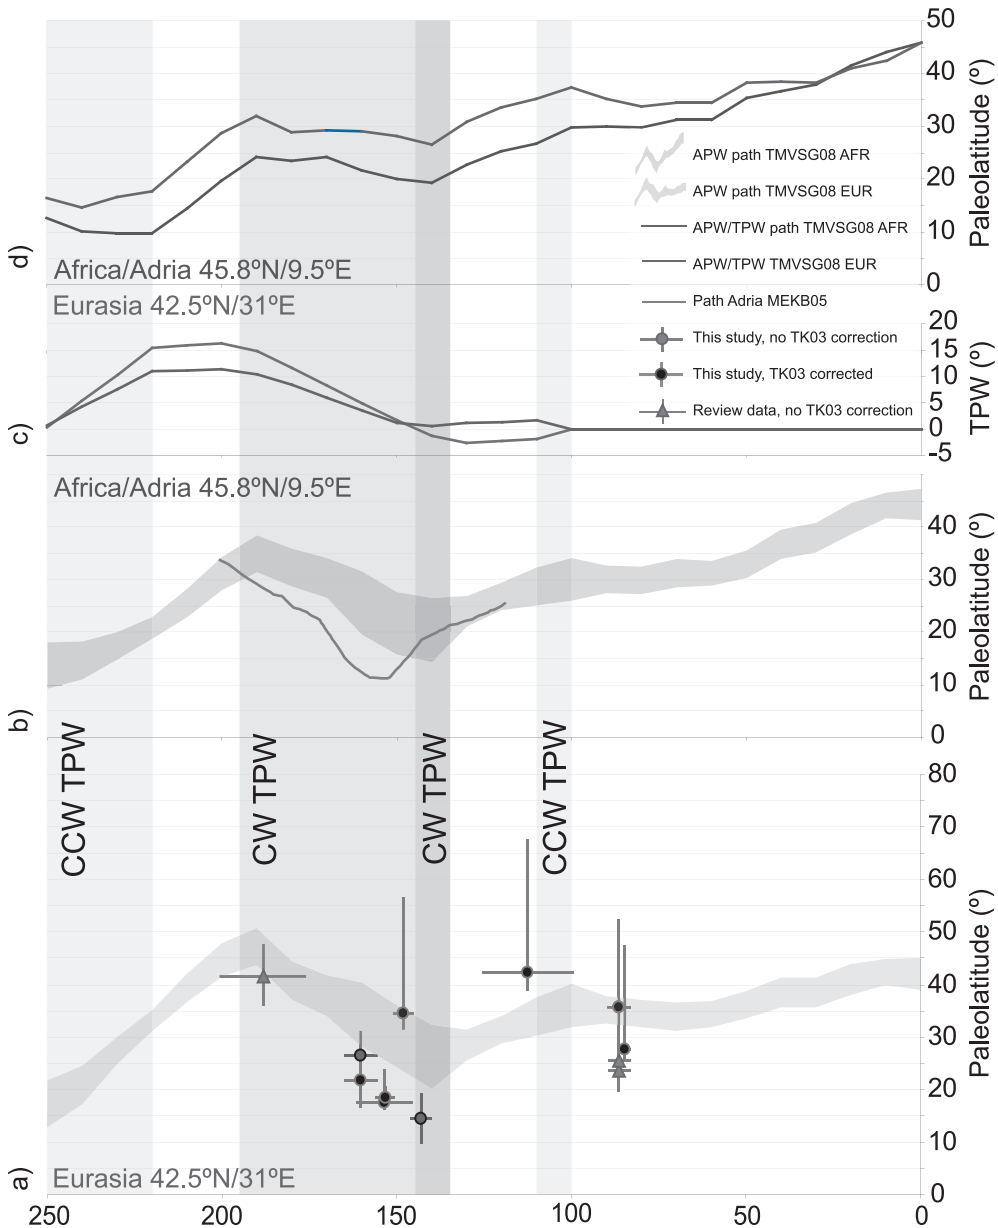 50
40
30
20
10
0
Paleolatitude (º)
APW path TMVSG08 AFR
APW path TMVSG08 EUR
APW/TPW path TMVSG08 AFR
APW/TPW TMVSG08 EUR
Path Adria MEKB05
This study, no TK03 correction
This study, TK03 corrected
Review data, no TK03 correction
d)
Africa/Adria 45.8ºN/9.5ºE
Eurasia 42.5ºN/31ºE
20
15
10
5
0
-5
TPW (º)
c)
Africa/Adria 45.8ºN/9.5ºE
40
30
20
10
0
Paleolatitude (º)
b)
CCW TPW
CW TPW
CW TPW
CCW TPW
80
70
60
50
40
30
20
10
0
Paleolatitude (º)
a)
Eurasia 42.5ºN/31ºE
250
200
150
100
50
0